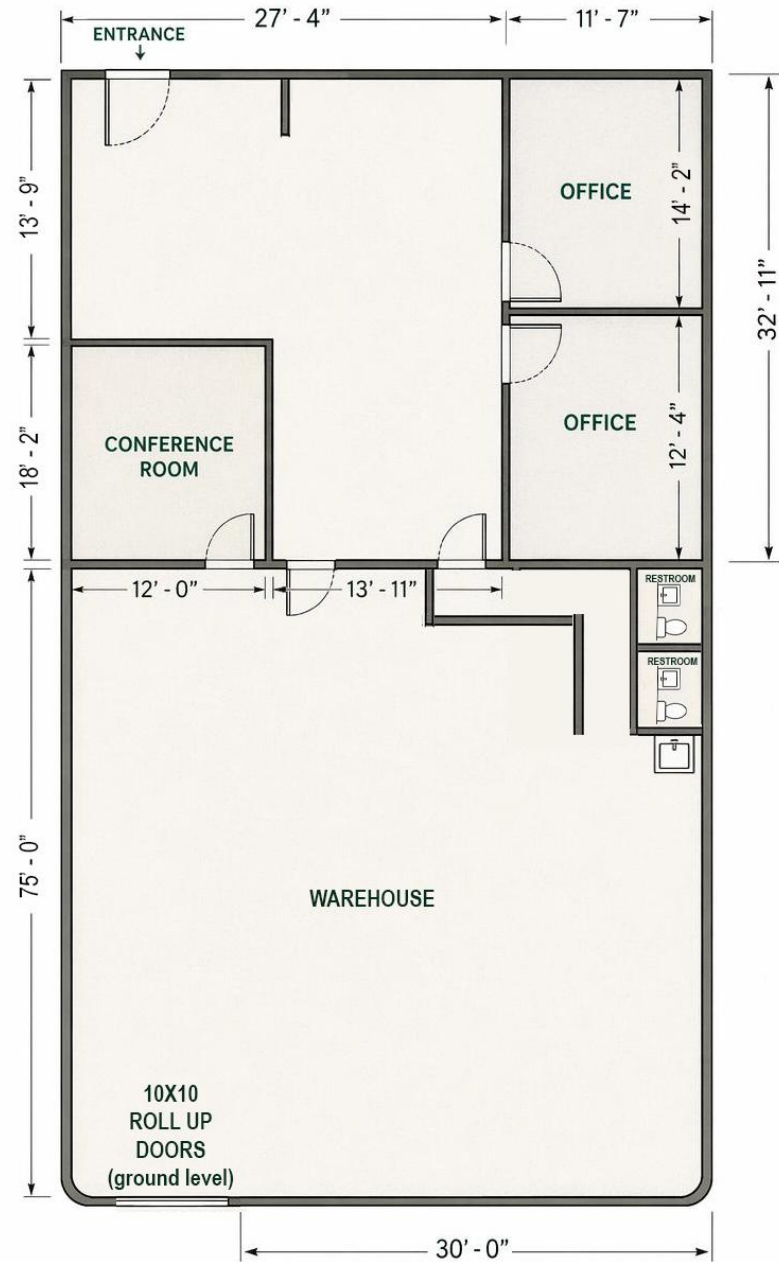 27' - 4"
11' - 7"
ENTRANCE
13' - 9"
OFFICE
14' - 2"
32' - 11"
18' - 2"
CONFERENCE
ROOM
OFFICE
12' - 4"
12' - 0"
13' - 11"
RESTROOM
RESTROOM
75' - 0"
WAREHOUSE
10X10
ROLL UP
DOORS
(ground level)
30' - 0"